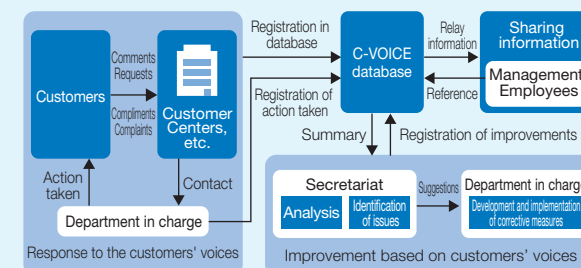 Customers
Comments
Requests
Compliments
Complaints
Customer
Centers,
etc.
Action
taken
Contact
Department in charge
Response to the customers' voices
Registration in
database
Registration of
action taken
C-VOICE
database
Relay
information
Reference
Sharing
information
Management
Employees
Summary
Registration of improvements
Secretariat
Analysis
Identification
of issues
Suggestions
Department in charge
Development and implementation
of corrective measures
Improvement based on customers' voices